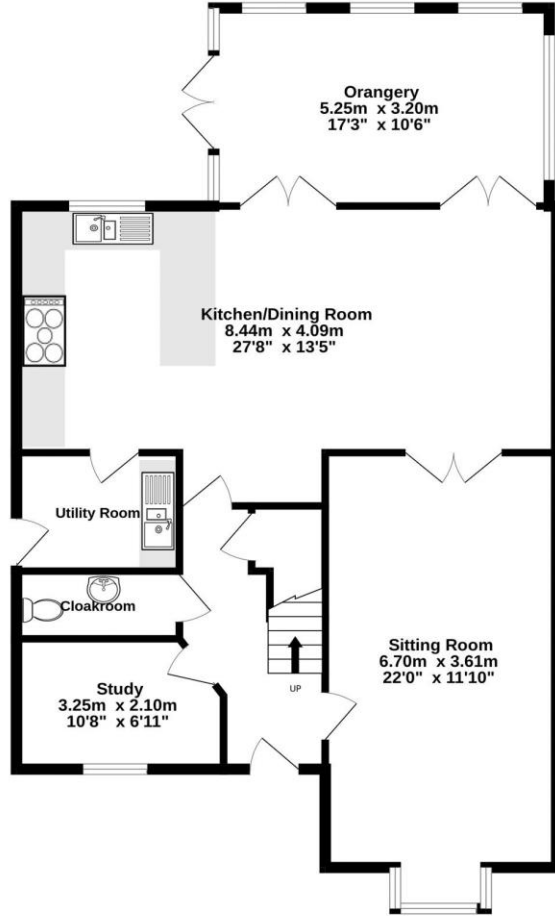 Orangery
5.25m x 3.20m
17'3" x 10'6"
Kitchen/Dining Room
8.44m x 4.09m
27'8" x 13'5"
Utility Room
Cloakroom
Study
3.25m x 2.10m
10'8" x 6'11"
UP
Sitting Room
6.70m x 3.61m
22'0" x 11'10"